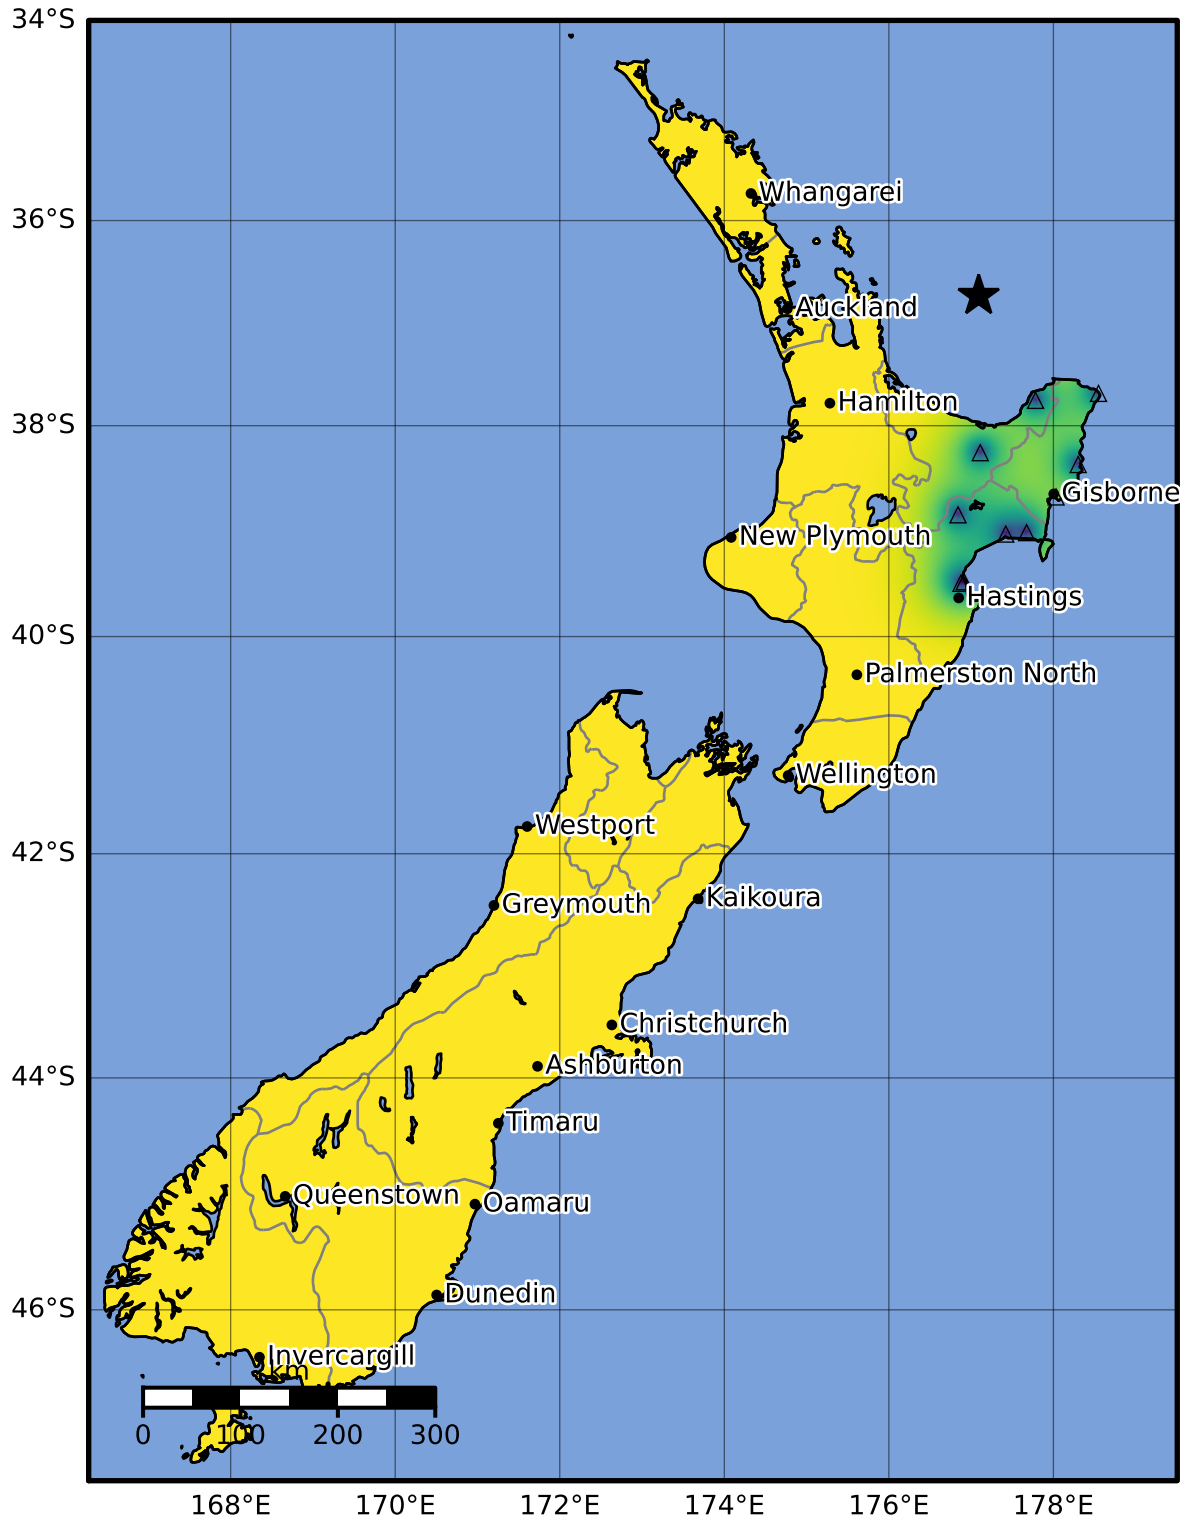 34°S
Whangarei
36°S
Auckland
Hamilton
38°S
Gisborne
New Plymouth
Hastings
40°S
Palmerston North
Wellington
Westport
42°S
Kaikoura
Greymouth
Christchurch
Ashburton
44°S
Timaru
Queenstown
Oamaru
Dunedin
46°S
Invercargill
km
0 100 200 300
168°E 170°E 172°E 174°E 176°E 178°E